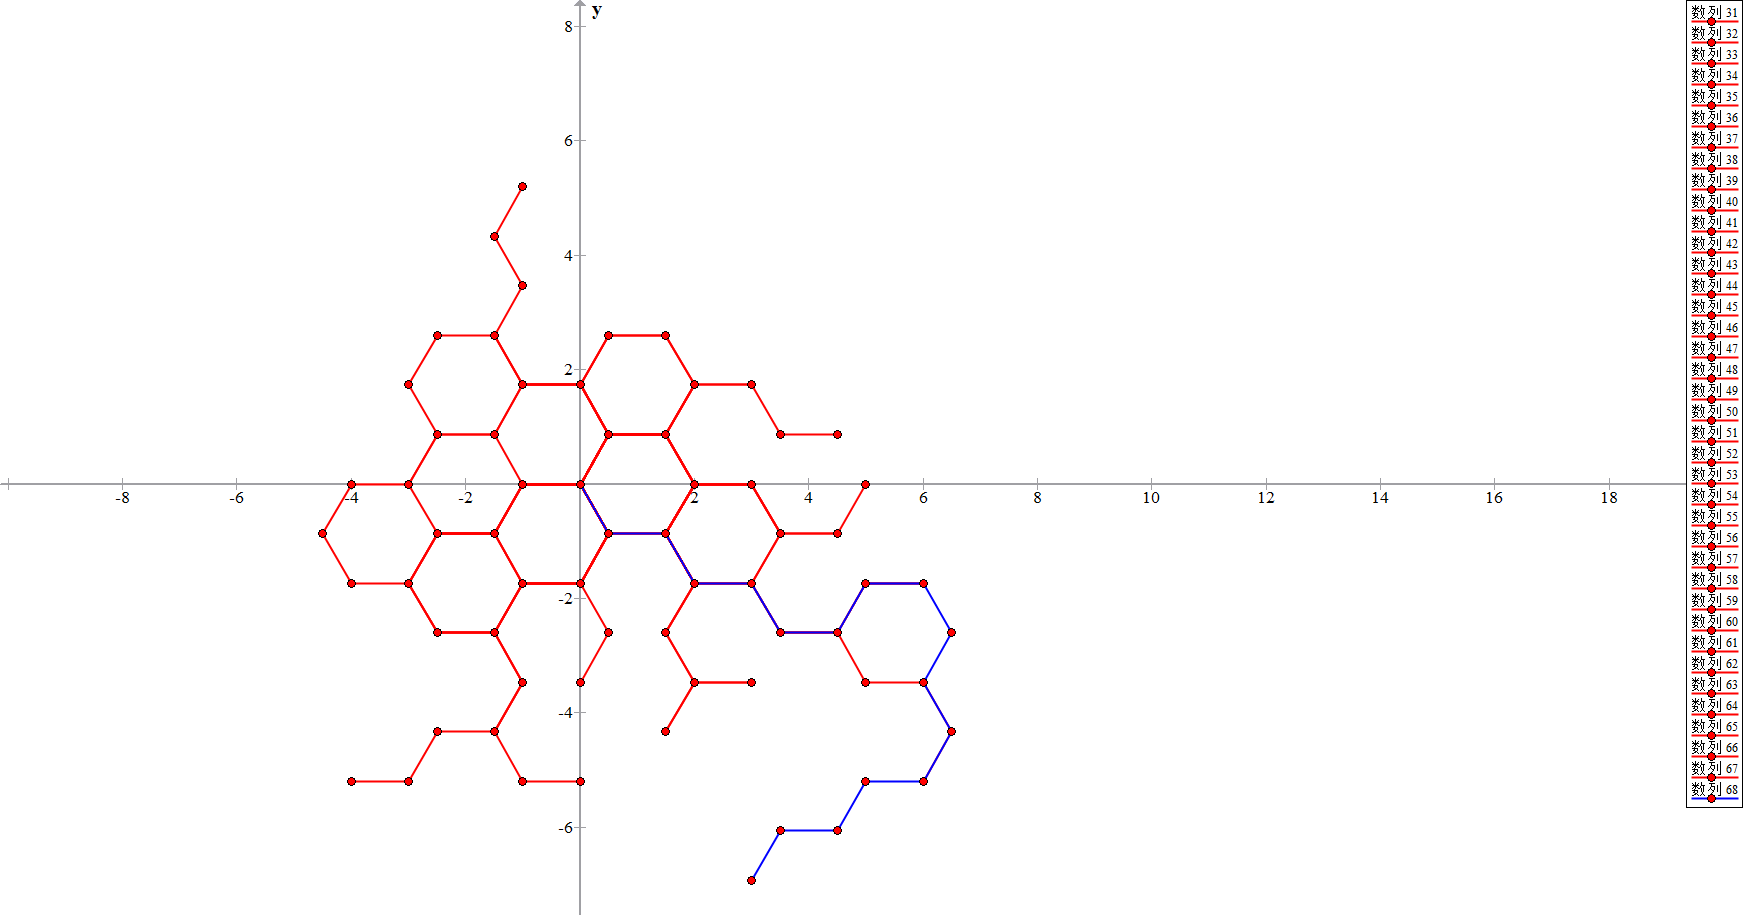 y
8
6
4
2
-8 -6 -4 -2 2 4 6 8 10 12 14 16 18
-2
-4
-6
数列 31
数列 32
数列 33
数列 34
数列 35
数列 36
数列 37
数列 38
数列 39
数列 40
数列 41
数列 42
数列 43
数列 44
数列 45
数列 46
数列 47
数列 48
数列 49
数列 50
数列 51
数列 52
数列 53
数列 54
数列 55
数列 56
数列 57
数列 58
数列 59
数列 60
数列 61
数列 62
数列 63
数列 64
数列 65
数列 66
数列 67
数列 68